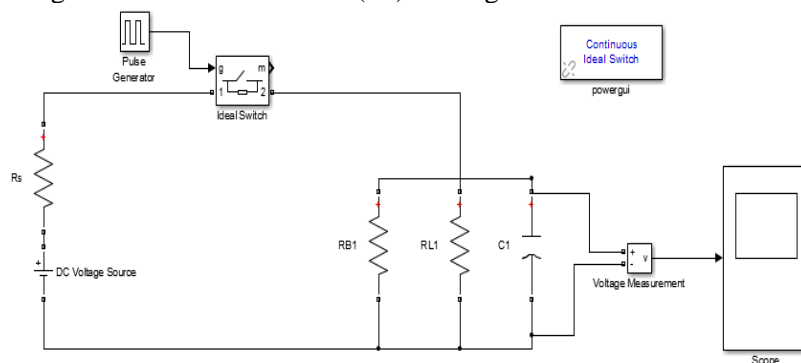 Pulse
Generator
g
m
1
2
Ideal Switch
Continuous
Ideal Switch
powergui
+
Rs
+
DC Voltage Source
+
RB1
+
RL1
+
C1
+
-
v
Voltage Measurement
Scope